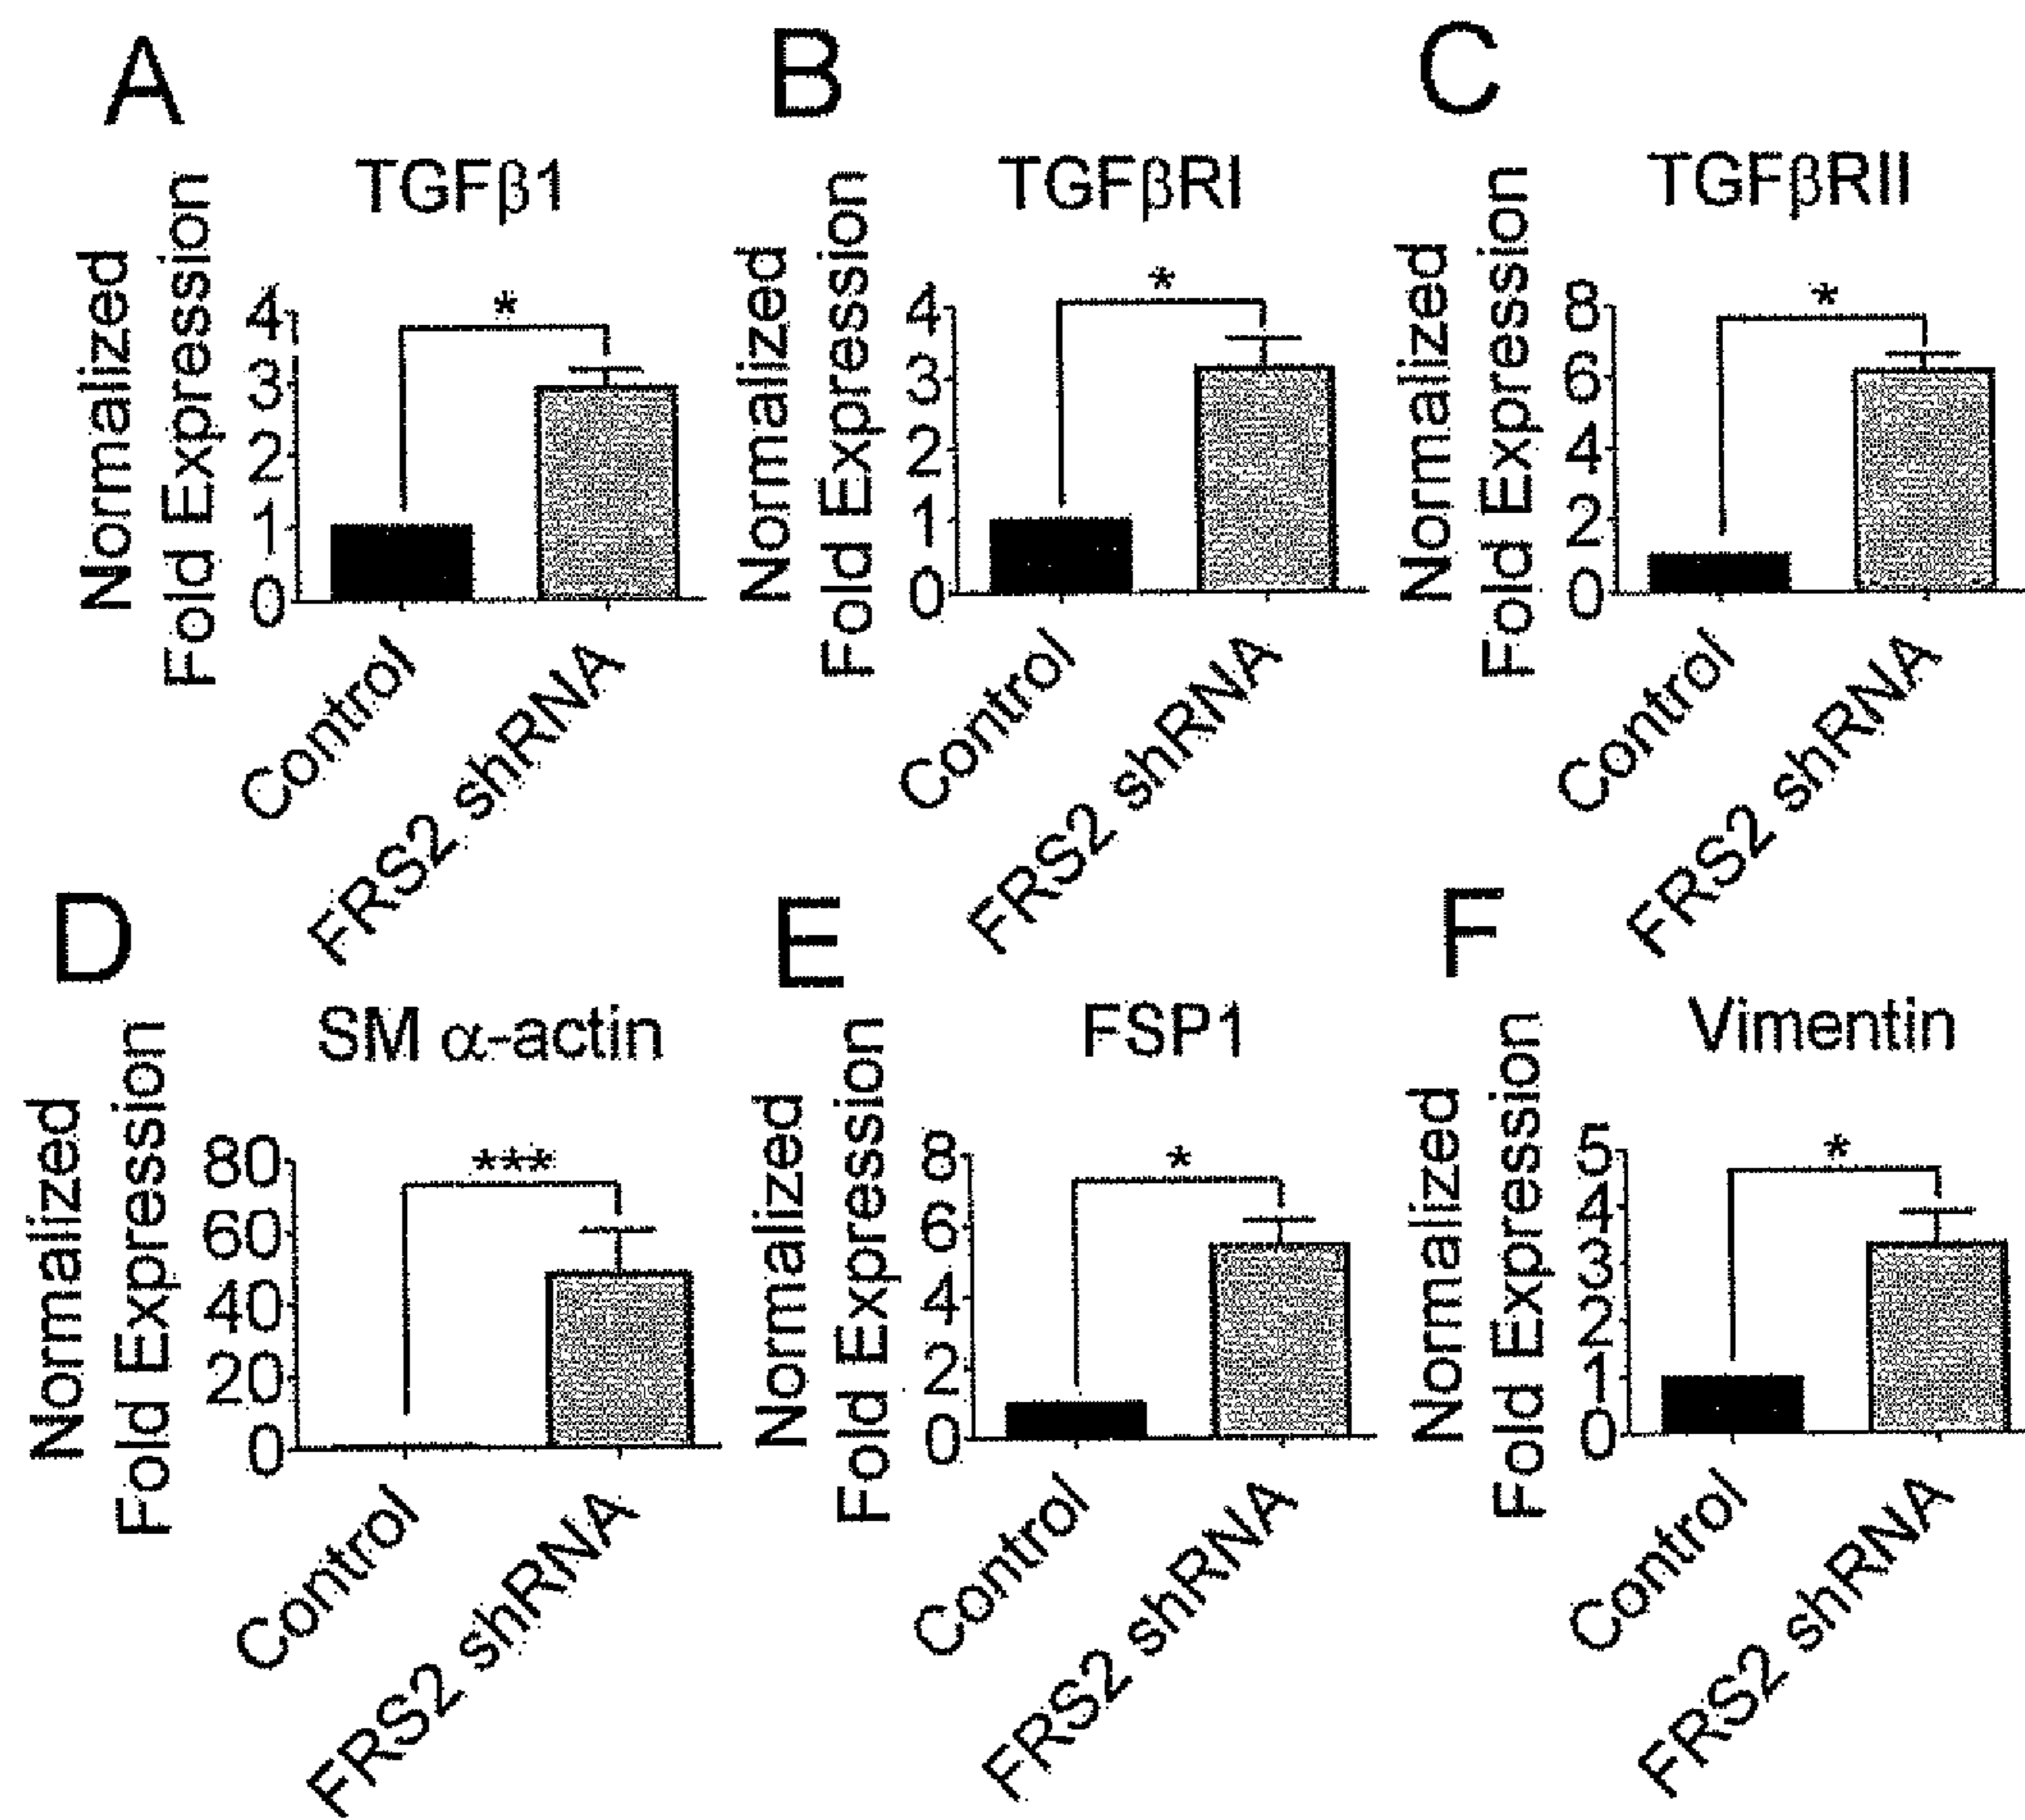 A
TGFβ1
Normalized
Fold Expression
4
3
2
1
0
*
Control
FRS2 shRNA
B
TGFβRI
Normalized
Fold Expression
4
3
2
1
0
*
Control
FRS2 shRNA
C
TGFβRII
Normalized
Fold Expression
8
6
4
2
0
*
Control
FRS2 shRNA
D
SM α-actin
Normalized
Fold Expression
80
60
40
20
0
***
Control
FRS2 shRNA
E
FSP1
Normalized
Fold Expression
8
6
4
2
0
*
Control
FRS2 shRNA
F
Vimentin
Normalized
Fold Expression
5
4
3
2
1
0
*
Control
FRS2 shRNA